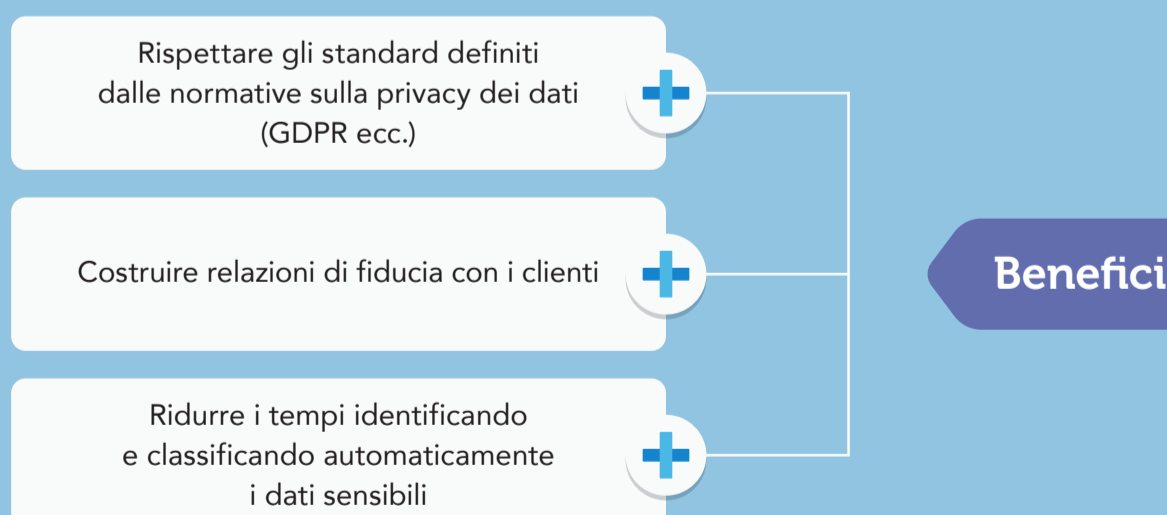 Rispettare gli standard definiti
dalle normative sulla privacy dei dati
(GDPR ecc.)
Costruire relazioni di fiducia con i clienti
Benefici
Ridurre i tempi identificando
e classificando automaticamente
i dati sensibili